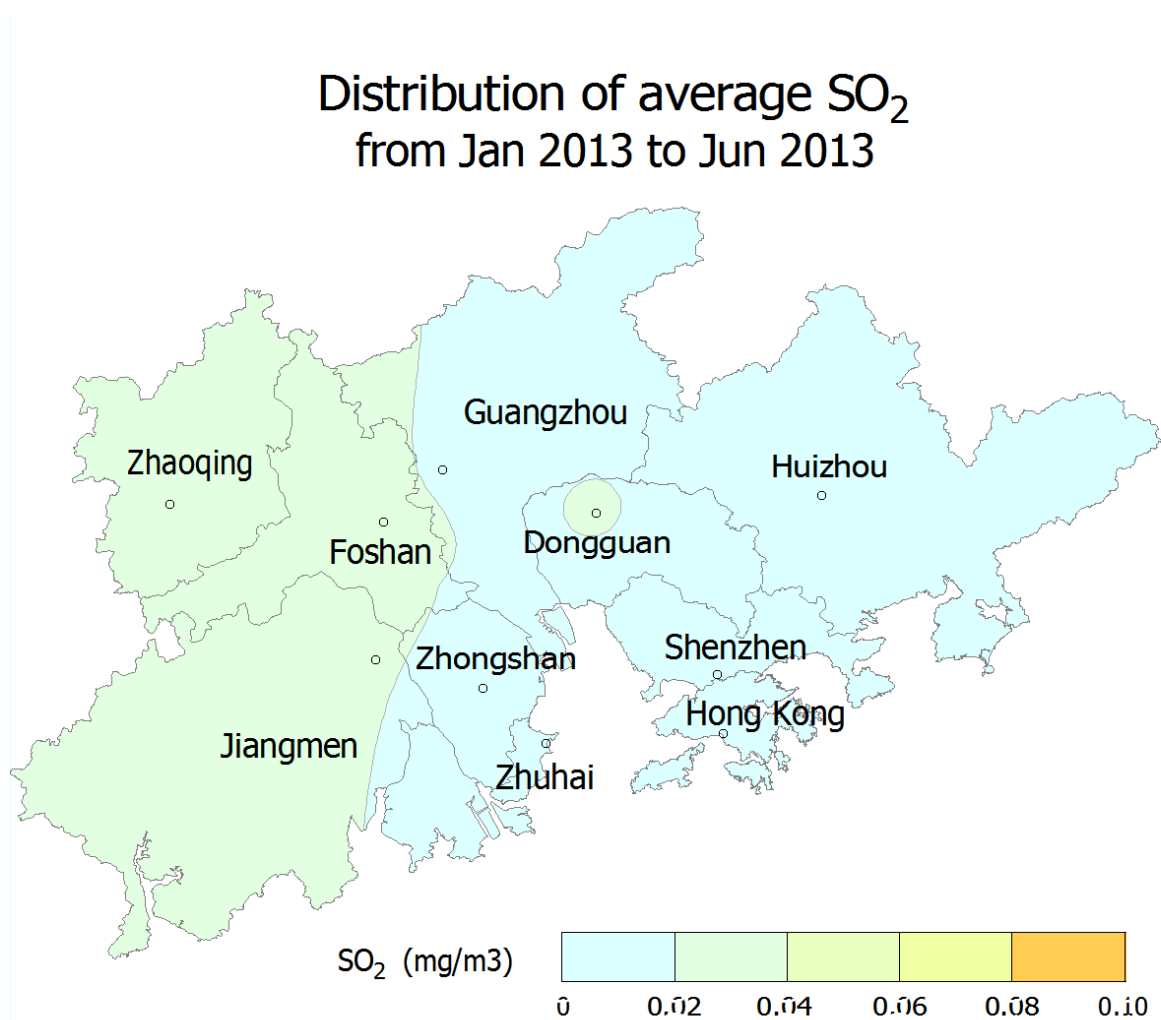 Distribution of average SO₂
from Jan 2013 to Jun 2013
Guangzhou
Zhaoqing
Huizhou
Foshan
Dongguan
Shenzhen
Zhongshan
Hong Kong
Jiangmen
Zhuhai
SO₂ (mg/m3)
0 0.02 0.04 0.06 0.08 0.10